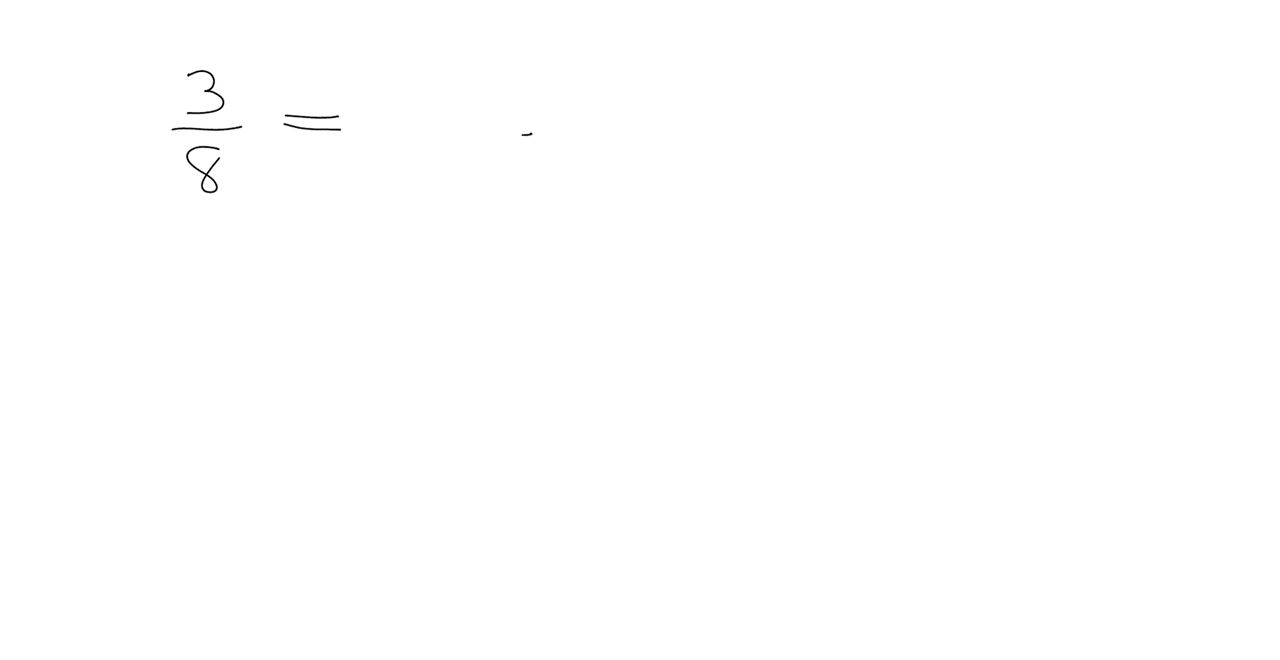 3/8 =